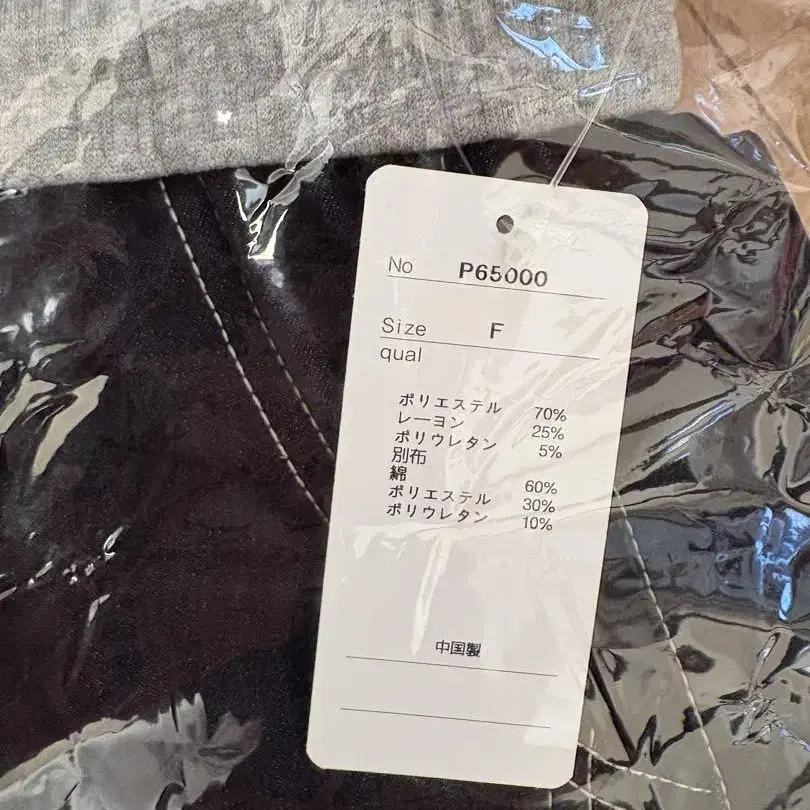 No P65000
Size F
qual
ポリエステル 70%
レーヨン 25%
ポリウレタン 5%
別布
綿 60%
ポリエステル 30%
ポリウレタン 10%
中国製